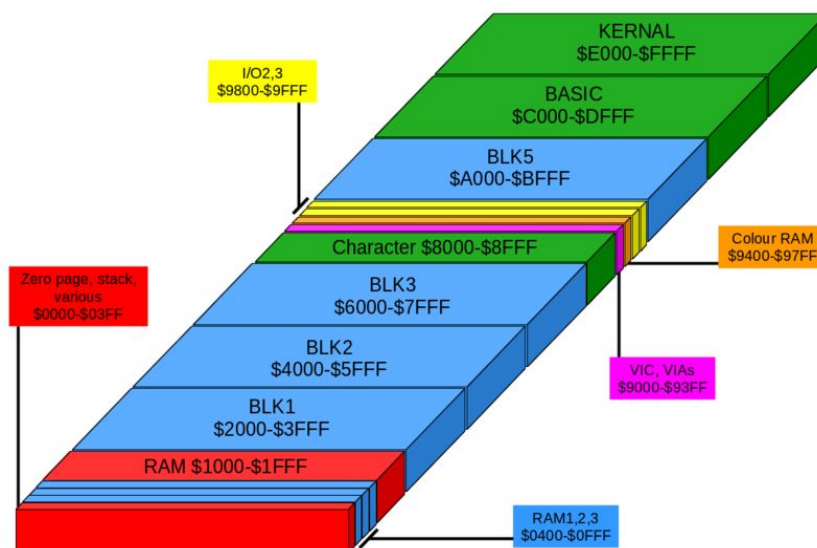 KERNAL
$E000-$FFFF
I/O2,3
$9800-$9FFF
BASIC
$C000-$DFFF
BLK5
$A000-$BFFF
Character $8000-$8FFF
Colour RAM
$9400-$97FF
Zero page, stack,
various
$0000-$03FF
BLK3
$6000-$7FFF
BLK2
$4000-$5FFF
VIC, VIAs
$9000-$93FF
BLK1
$2000-$3FFF
RAM $1000-$1FFF
RAM1,2,3
$0400-$0FFF